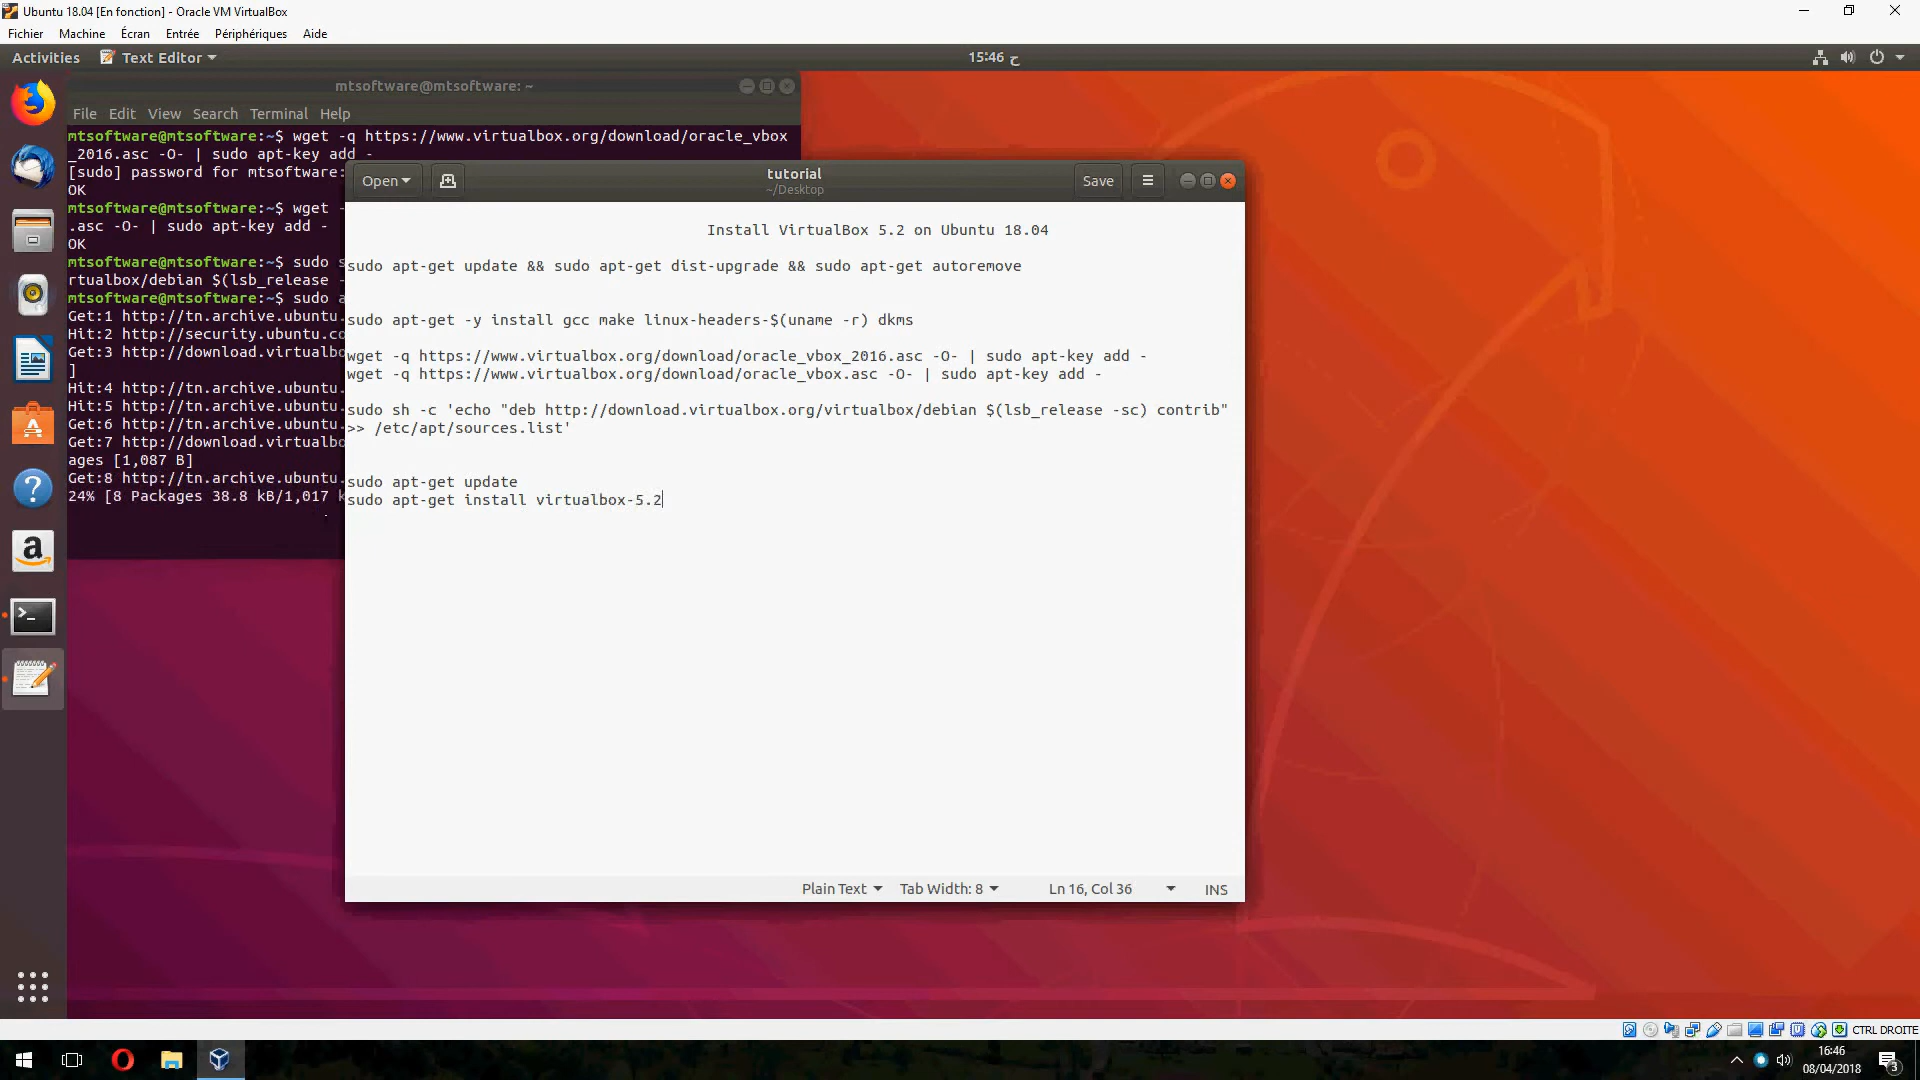 Ubuntu 18.04 [En fonction] - Oracle VM VirtualBox
Fichier Machine Écran Entrée Périphériques Aide
Activities Text Editor 15:46 ح
mtsoftware@mtsoftware: ~
File Edit View Search Terminal Help
mtsoftware@mtsoftware:~$ wget -q https://www.virtualbox.org/download/oracle_vbox
_2016.asc -O- | sudo apt-key add -
[sudo] password for mtsoftware:
OK
mtsoftware@mtsoftware:~$ wget -
.asc -O- | sudo apt-key add -
OK
mtsoftware@mtsoftware:~$ sudo s
rtualbox/debian $(lsb_release -
mtsoftware@mtsoftware:~$ sudo a
Get:1 http://tn.archive.ubuntu.
Hit:2 http://security.ubuntu.co
Get:3 http://download.virtualbo
]
Hit:4 http://tn.archive.ubuntu.
Hit:5 http://tn.archive.ubuntu.
Get:6 http://tn.archive.ubuntu.
Get:7 http://download.virtualbo
ages [1,087 B]
Get:8 http://tn.archive.ubuntu.
24% [8 Packages 38.8 kB/1,017 k
Open tutorial Save
~/Desktop
Install VirtualBox 5.2 on Ubuntu 18.04
sudo apt-get update && sudo apt-get dist-upgrade && sudo apt-get autoremove
sudo apt-get -y install gcc make linux-headers-$(uname -r) dkms
wget -q https://www.virtualbox.org/download/oracle_vbox_2016.asc -O- | sudo apt-key add -
wget -q https://www.virtualbox.org/download/oracle_vbox.asc -O- | sudo apt-key add -
sudo sh -c 'echo "deb http://download.virtualbox.org/virtualbox/debian $(lsb_release -sc) contrib"
>> /etc/apt/sources.list'
sudo apt-get update
sudo apt-get install virtualbox-5.2
Plain Text Tab Width: 8 Ln 16, Col 36 INS
CTRL DROITE
16:46
08/04/2018
3